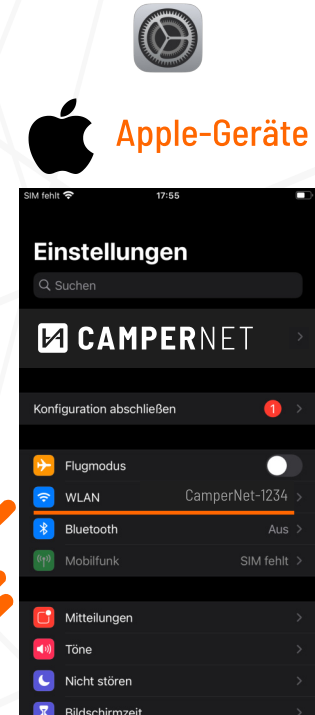 Apple-Geräte
SIM fehlt 17:55
Einstellungen
Suchen
CAMPERNET
Konfiguration abschließen 1
Flugmodus
WLAN CamperNet-1234
Bluetooth Aus
Mobilfunk SIM fehlt
Mitteilungen
Töne
Nicht stören
Bildschirmzeit